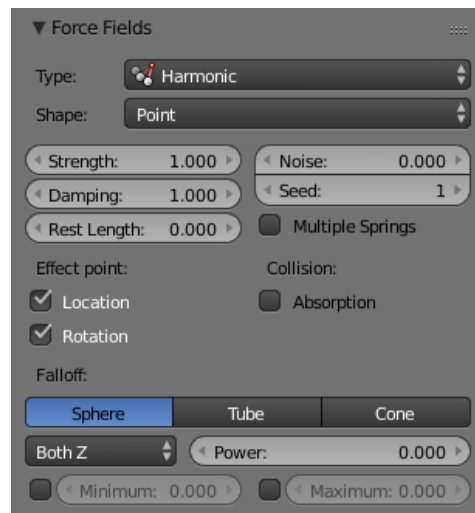 Force Fields
Type: Harmonic
Shape: Point
Strength: 1.000 Noise: 0.000
Damping: 1.000 Seed: 1
Rest Length: 0.000 Multiple Springs
Effect point: Collision:
Location Absorption
Rotation
Falloff:
Sphere Tube Cone
Both Z Power: 0.000
Minimum: 0.000 Maximum: 0.000